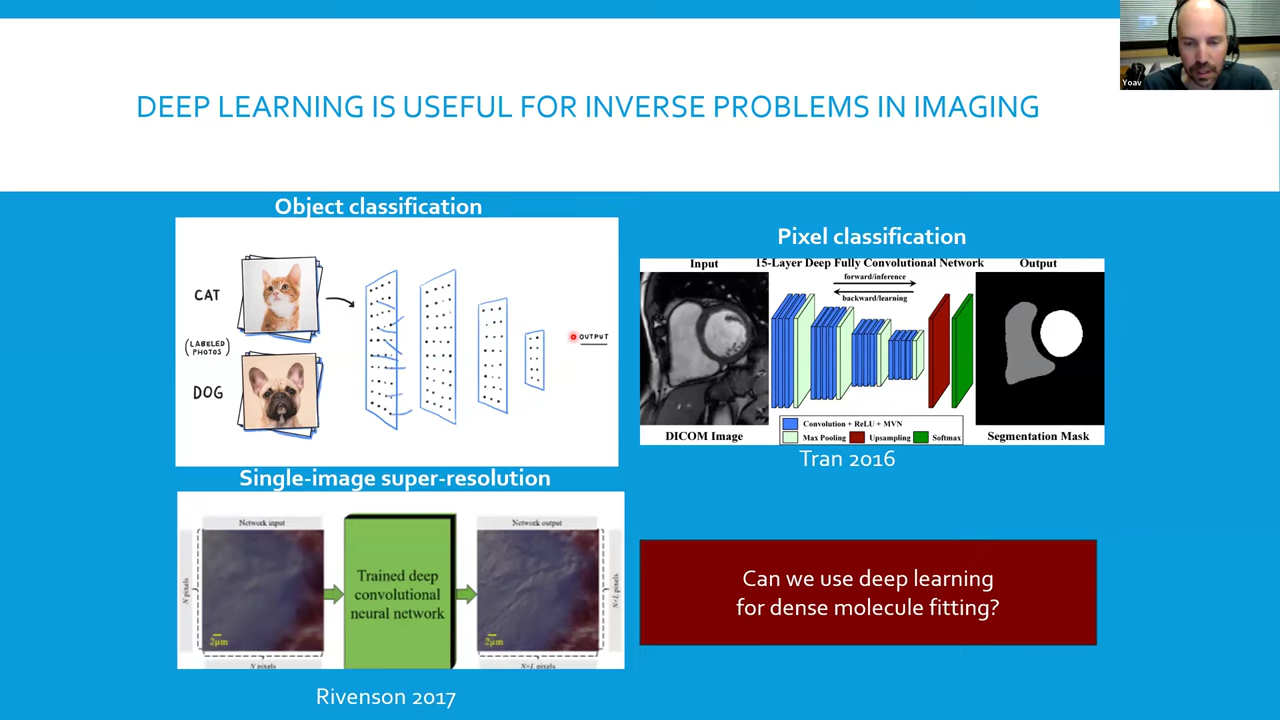 Yoav
DEEP LEARNING IS USEFUL FOR INVERSE PROBLEMS IN IMAGING
Object classification
CAT
(LABELED
PHOTOS)
DOG
OUTPUT
Pixel classification
Input
15-Layer Deep Fully Convolutional Network
Output
forward/inference
backward/learning
Convolution + ReLU + MVN
Max Pooling
Upsampling
Softmax
DICOM Image
Segmentation Mask
Tran 2016
Single-image super-resolution
Network input
Network output
N pixels
Trained deep
convolutional
neural network
N×L pixels
2μm
2μm
N pixels
N×L pixels
Rivenson 2017
Can we use deep learning
for dense molecule fitting?